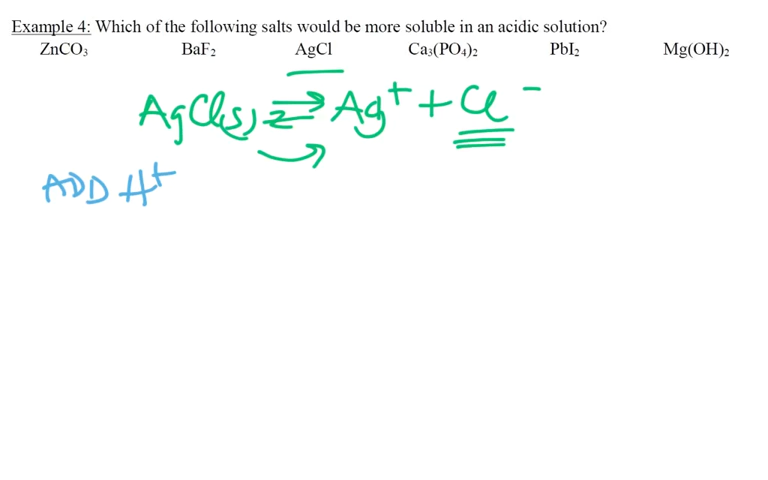 Example 4: Which of the following salts would be more soluble in an acidic solution?
ZnCO₃ BaF₂ AgCl Ca₃(PO₄)₂ PbI₂ Mg(OH)₂
AgCl(s) ⇌ Ag⁺ + Cl⁻
ADD H⁺